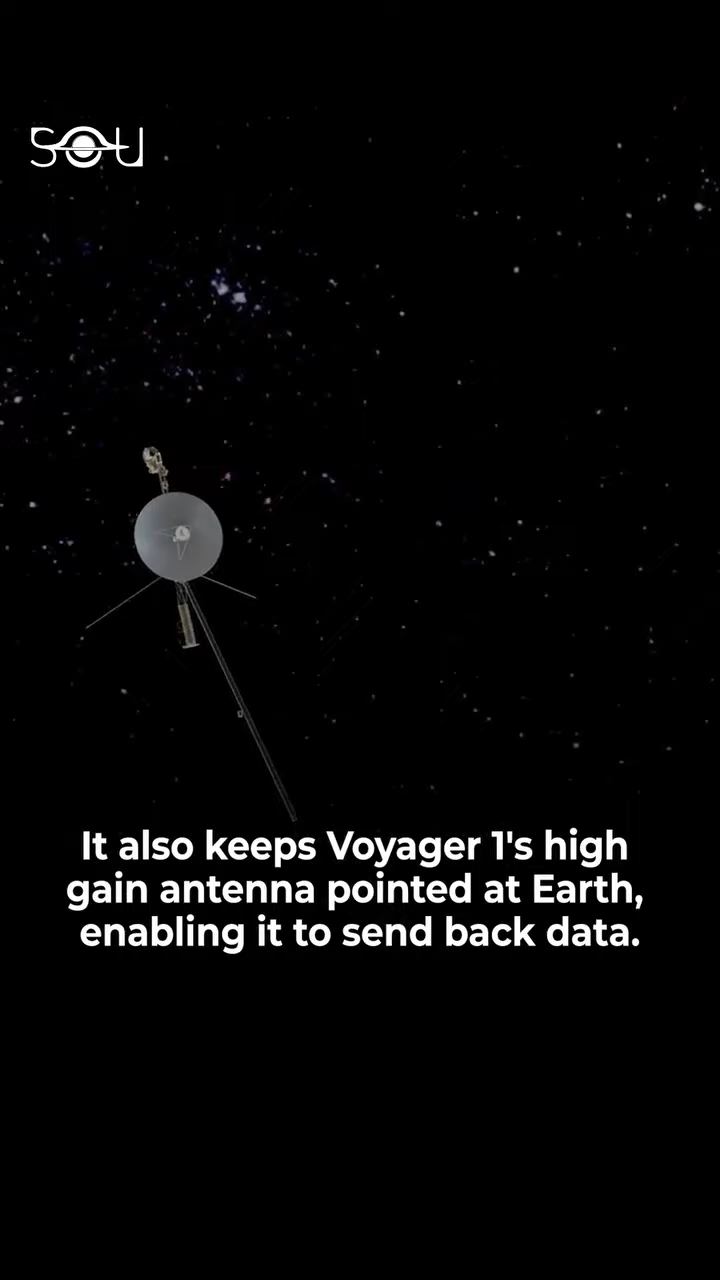 SOU
It also keeps Voyager 1's high
gain antenna pointed at Earth,
enabling it to send back data.